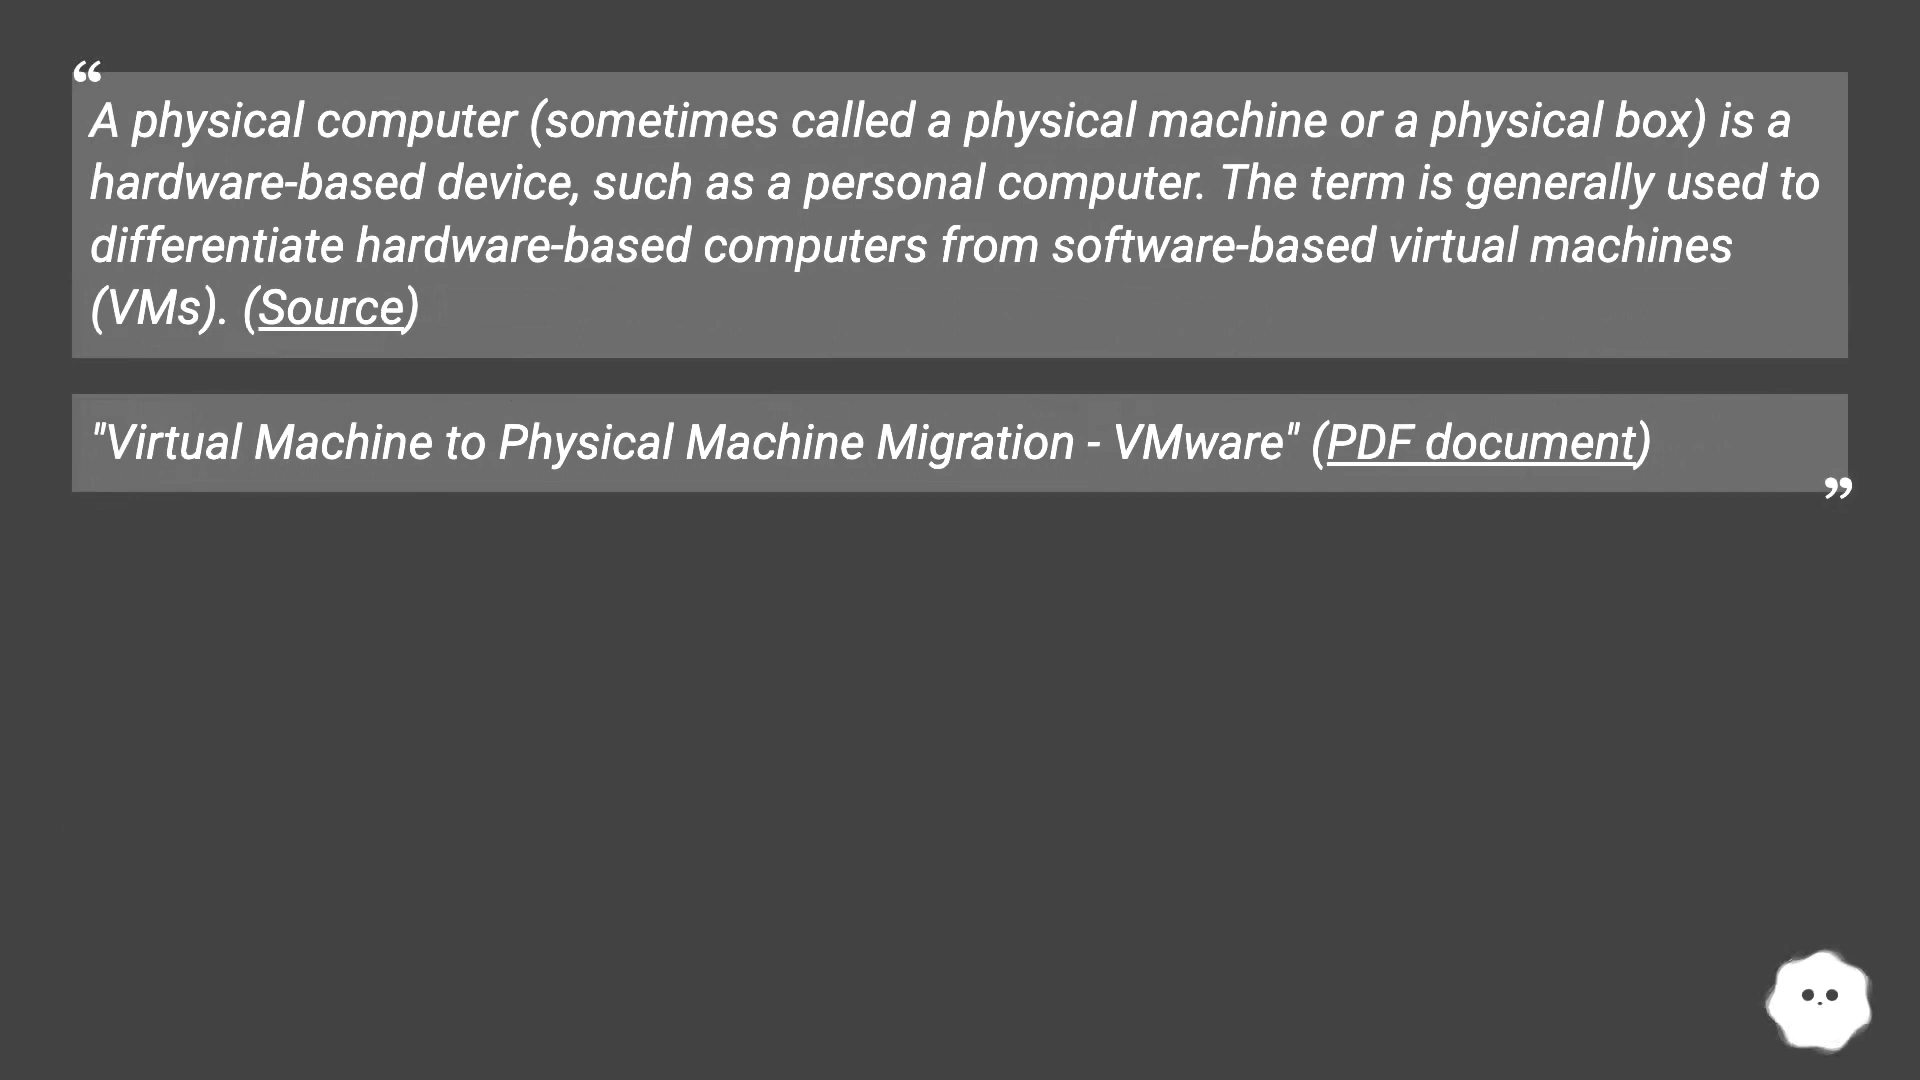 “
A physical computer (sometimes called a physical machine or a physical box) is a
hardware-based device, such as a personal computer. The term is generally used to
differentiate hardware-based computers from software-based virtual machines
(VMs). (Source)
"Virtual Machine to Physical Machine Migration - VMware" (PDF document)
”